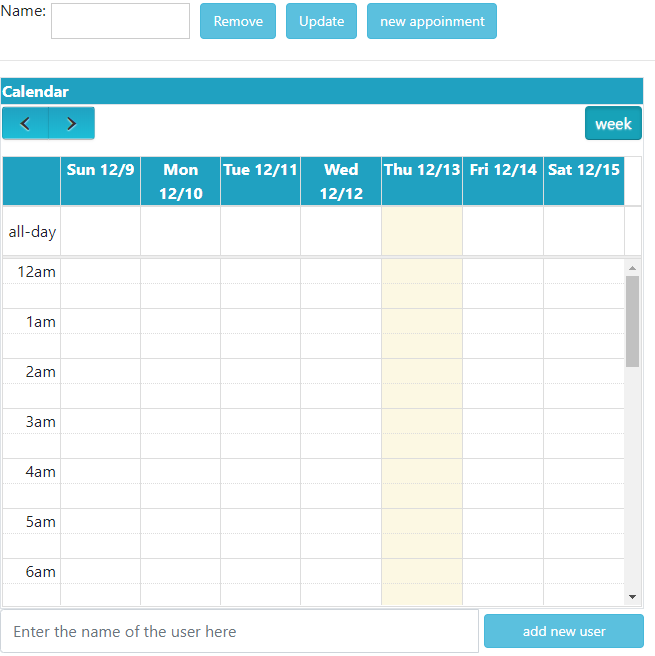 Name: Remove Update new appoinment
Calendar
week
Sun 12/9 Mon 12/10 Tue 12/11 Wed 12/12 Thu 12/13 Fri 12/14 Sat 12/15
all-day
12am
1am
2am
3am
4am
5am
6am
Enter the name of the user here add new user